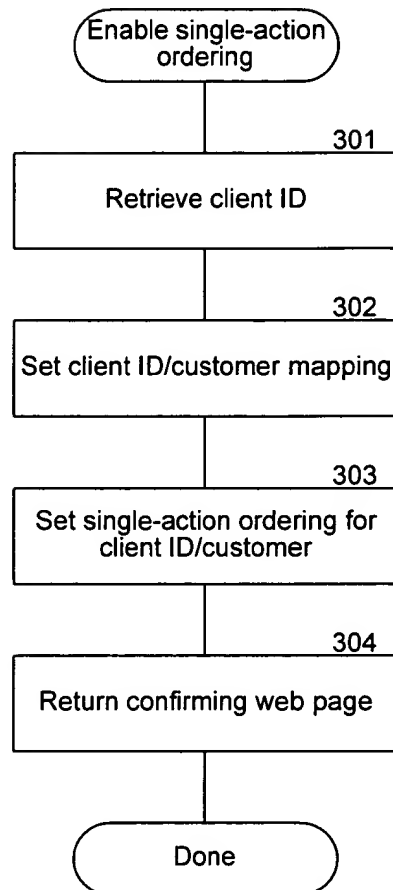 Enable single-action
ordering
301
Retrieve client ID
302
Set client ID/customer mapping
303
Set single-action ordering for
client ID/customer
304
Return confirming web page
Done